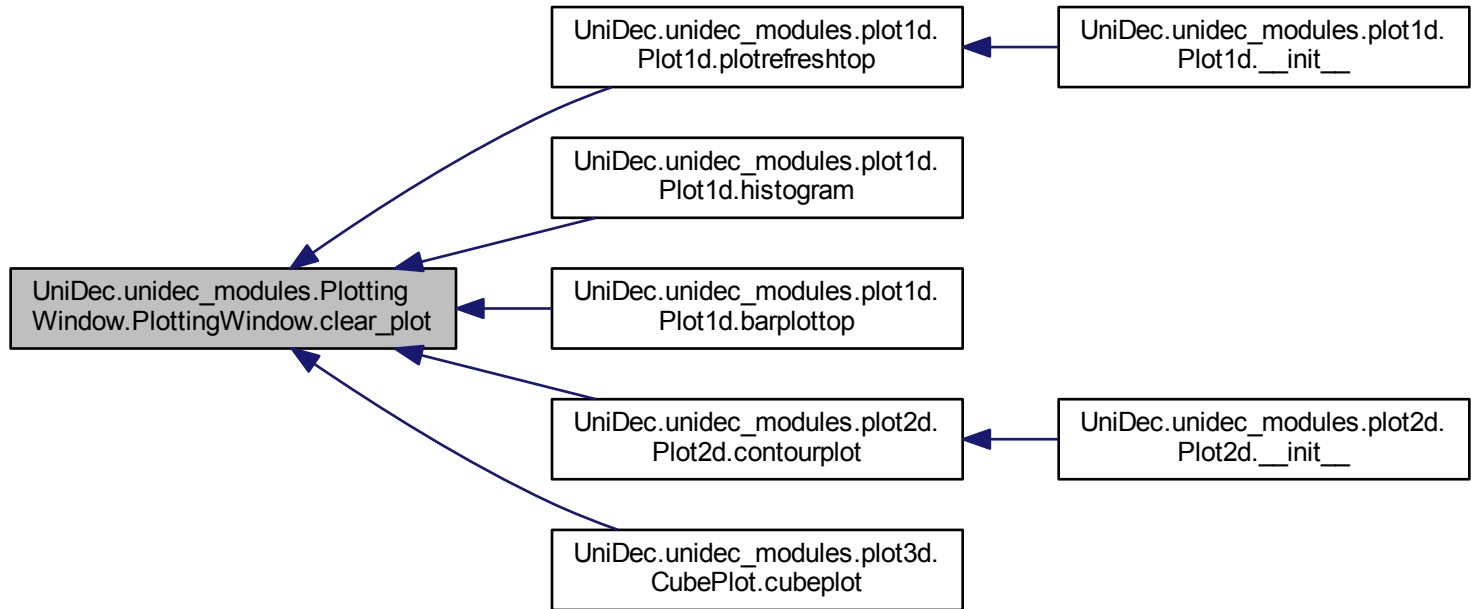 UniDec.unidec_modules.plot1d.
Plot1d.plotrefreshtop
UniDec.unidec_modules.plot1d.
Plot1d.__init__
UniDec.unidec_modules.plot1d.
Plot1d.histogram
UniDec.unidec_modules.Plotting
Window.PlottingWindow.clear_plot
UniDec.unidec_modules.plot1d.
Plot1d.barplottop
UniDec.unidec_modules.plot2d.
Plot2d.contourplot
UniDec.unidec_modules.plot2d.
Plot2d.__init__
UniDec.unidec_modules.plot3d.
CubePlot.cubeplot